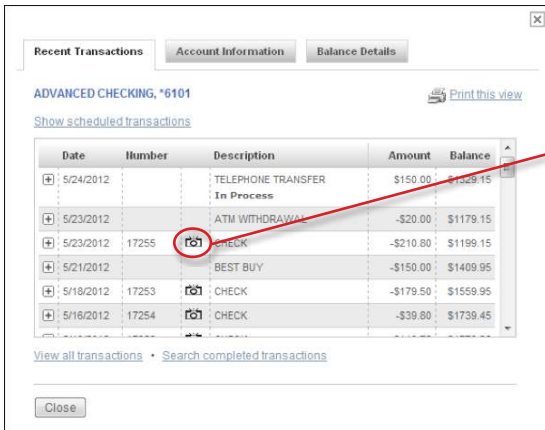 Recent Transactions Account Information Balance Details
ADVANCED CHECKING, *6101 Print this view
Show scheduled transactions
Date Number Description Amount Balance
5/24/2012 TELEPHONE TRANSFER $150.00 $1329.15
In Process
5/23/2012 ATM WITHDRAWAL -$20.00 $1179.15
5/23/2012 17255 CHECK -$210.80 $1199.15
5/21/2012 BEST BUY -$150.00 $1409.95
5/18/2012 17253 CHECK -$179.50 $1559.95
5/16/2012 17254 CHECK -$39.80 $1739.45
View all transactions • Search completed transactions
Close